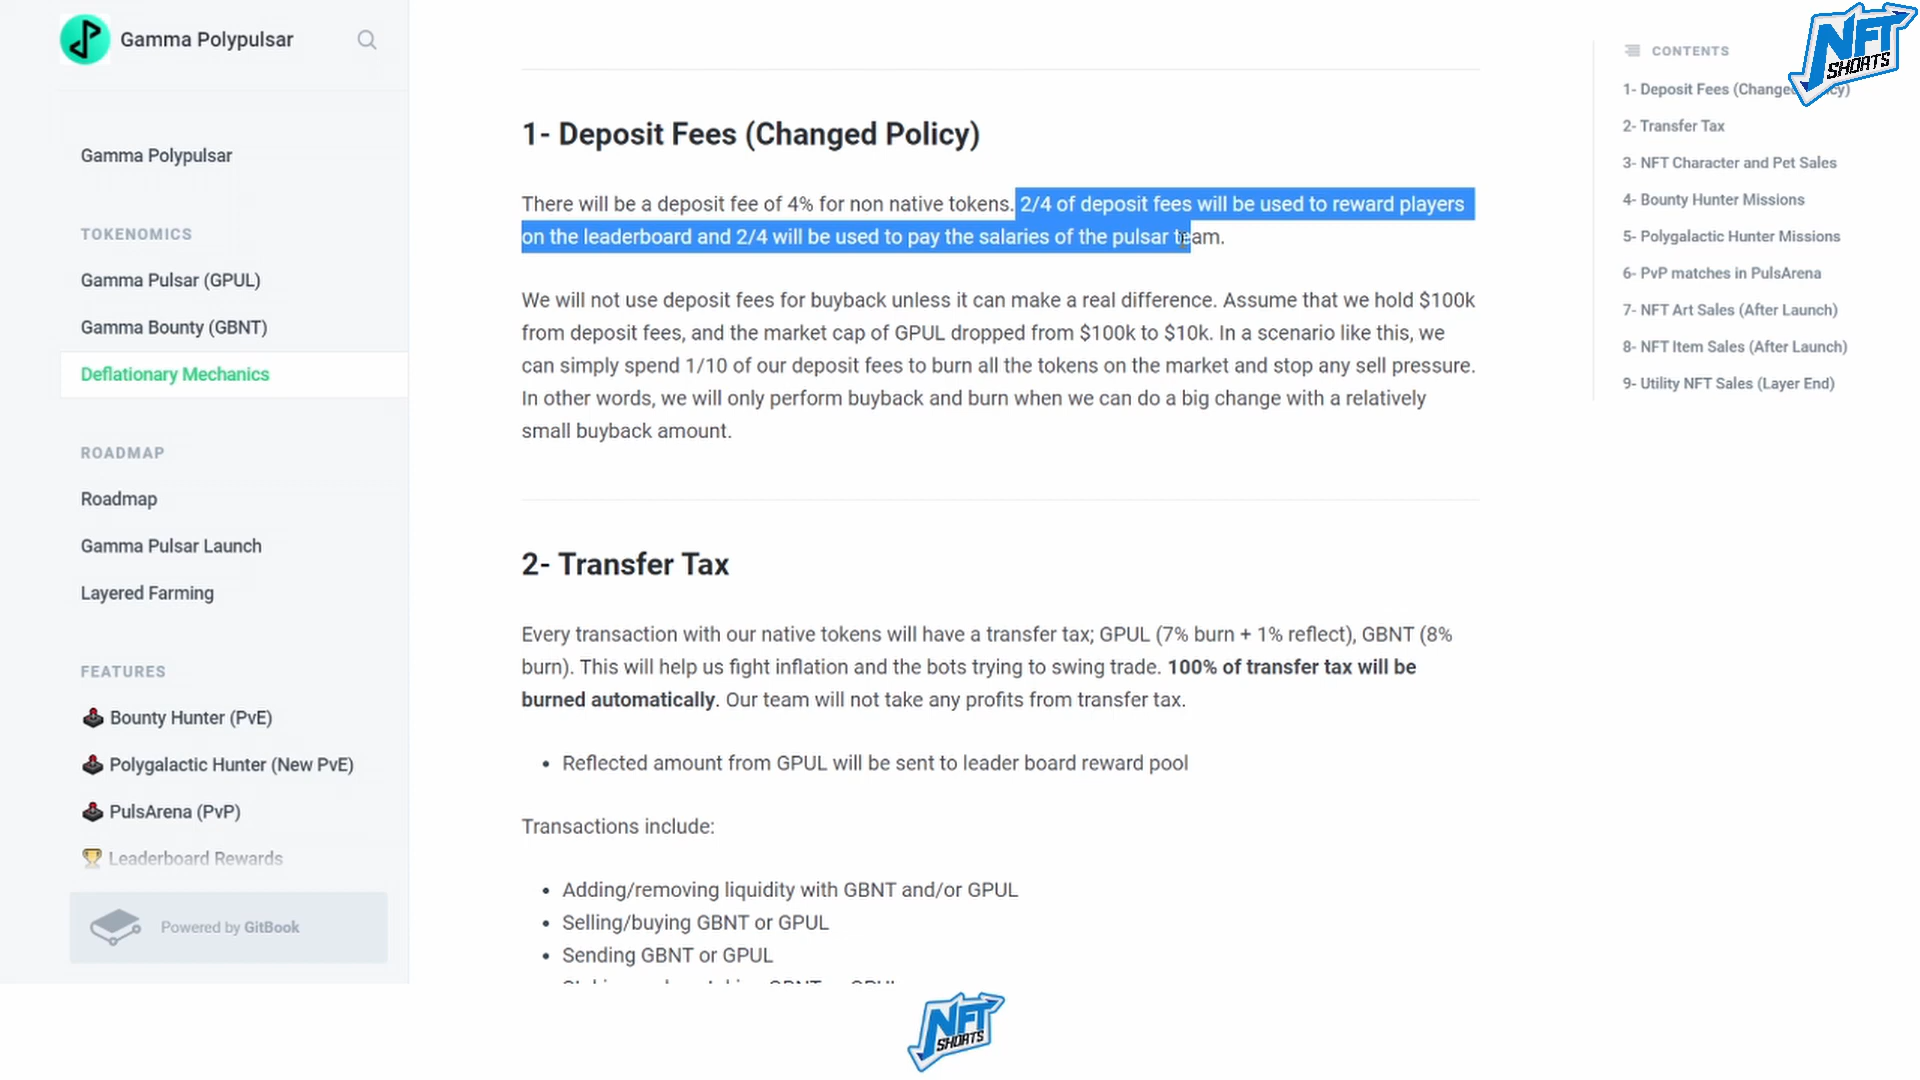 Gamma Polypulsar
Gamma Polypulsar
TOKENOMICS
Gamma Pulsar (GPUL)
Gamma Bounty (GBNT)
Deflationary Mechanics
ROADMAP
Roadmap
Gamma Pulsar Launch
Layered Farming
FEATURES
Bounty Hunter (PvE)
Polygalactic Hunter (New PvE)
PulsArena (PvP)
Leaderboard Rewards
Powered by GitBook
1- Deposit Fees (Changed Policy)
There will be a deposit fee of 4% for non native tokens. 2/4 of deposit fees will be used to reward players
on the leaderboard and 2/4 will be used to pay the salaries of the pulsar team.
We will not use deposit fees for buyback unless it can make a real difference. Assume that we hold $100k
from deposit fees, and the market cap of GPUL dropped from $100k to $10k. In a scenario like this, we
can simply spend 1/10 of our deposit fees to burn all the tokens on the market and stop any sell pressure.
In other words, we will only perform buyback and burn when we can do a big change with a relatively
small buyback amount.
2- Transfer Tax
Every transaction with our native tokens will have a transfer tax; GPUL (7% burn + 1% reflect), GBNT (8%
burn). This will help us fight inflation and the bots trying to swing trade. 100% of transfer tax will be
burned automatically. Our team will not take any profits from transfer tax.
• Reflected amount from GPUL will be sent to leader board reward pool
Transactions include:
• Adding/removing liquidity with GBNT and/or GPUL
• Selling/buying GBNT or GPUL
• Sending GBNT or GPUL
CONTENTS
1- Deposit Fees (Changed Policy)
2- Transfer Tax
3- NFT Character and Pet Sales
4- Bounty Hunter Missions
5- Polygalactic Hunter Missions
6- PvP matches in PulsArena
7- NFT Art Sales (After Launch)
8- NFT Item Sales (After Launch)
9- Utility NFT Sales (Layer End)
NFT
SHORTS
NFT
SHORTS